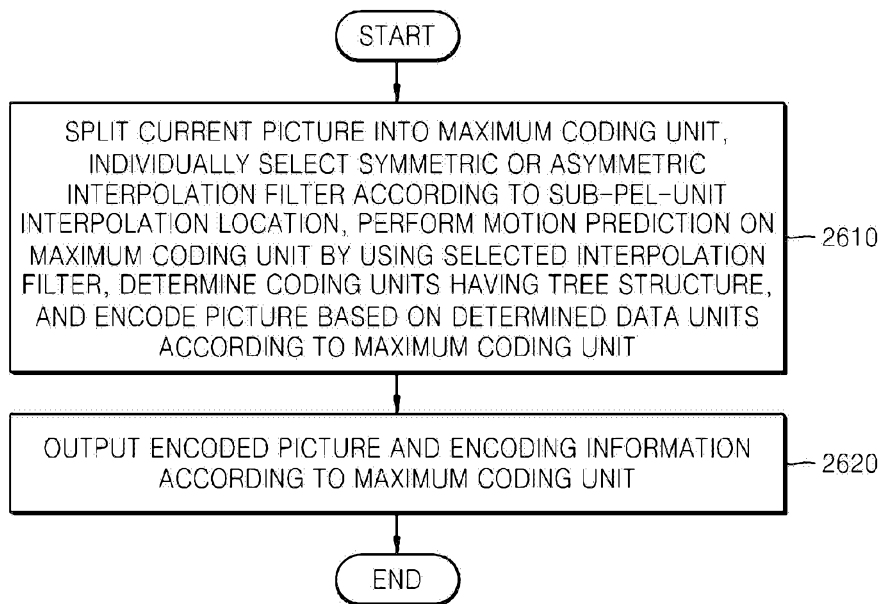 START
SPLIT CURRENT PICTURE INTO MAXIMUM CODING UNIT,
INDIVIDUALLY SELECT SYMMETRIC OR ASYMMETRIC
INTERPOLATION FILTER ACCORDING TO SUB-PEL-UNIT
INTERPOLATION LOCATION, PERFORM MOTION PREDICTION ON
MAXIMUM CODING UNIT BY USING SELECTED INTERPOLATION
FILTER, DETERMINE CODING UNITS HAVING TREE STRUCTURE,
AND ENCODE PICTURE BASED ON DETERMINED DATA UNITS
ACCORDING TO MAXIMUM CODING UNIT
2610
OUTPUT ENCODED PICTURE AND ENCODING INFORMATION
ACCORDING TO MAXIMUM CODING UNIT
2620
END